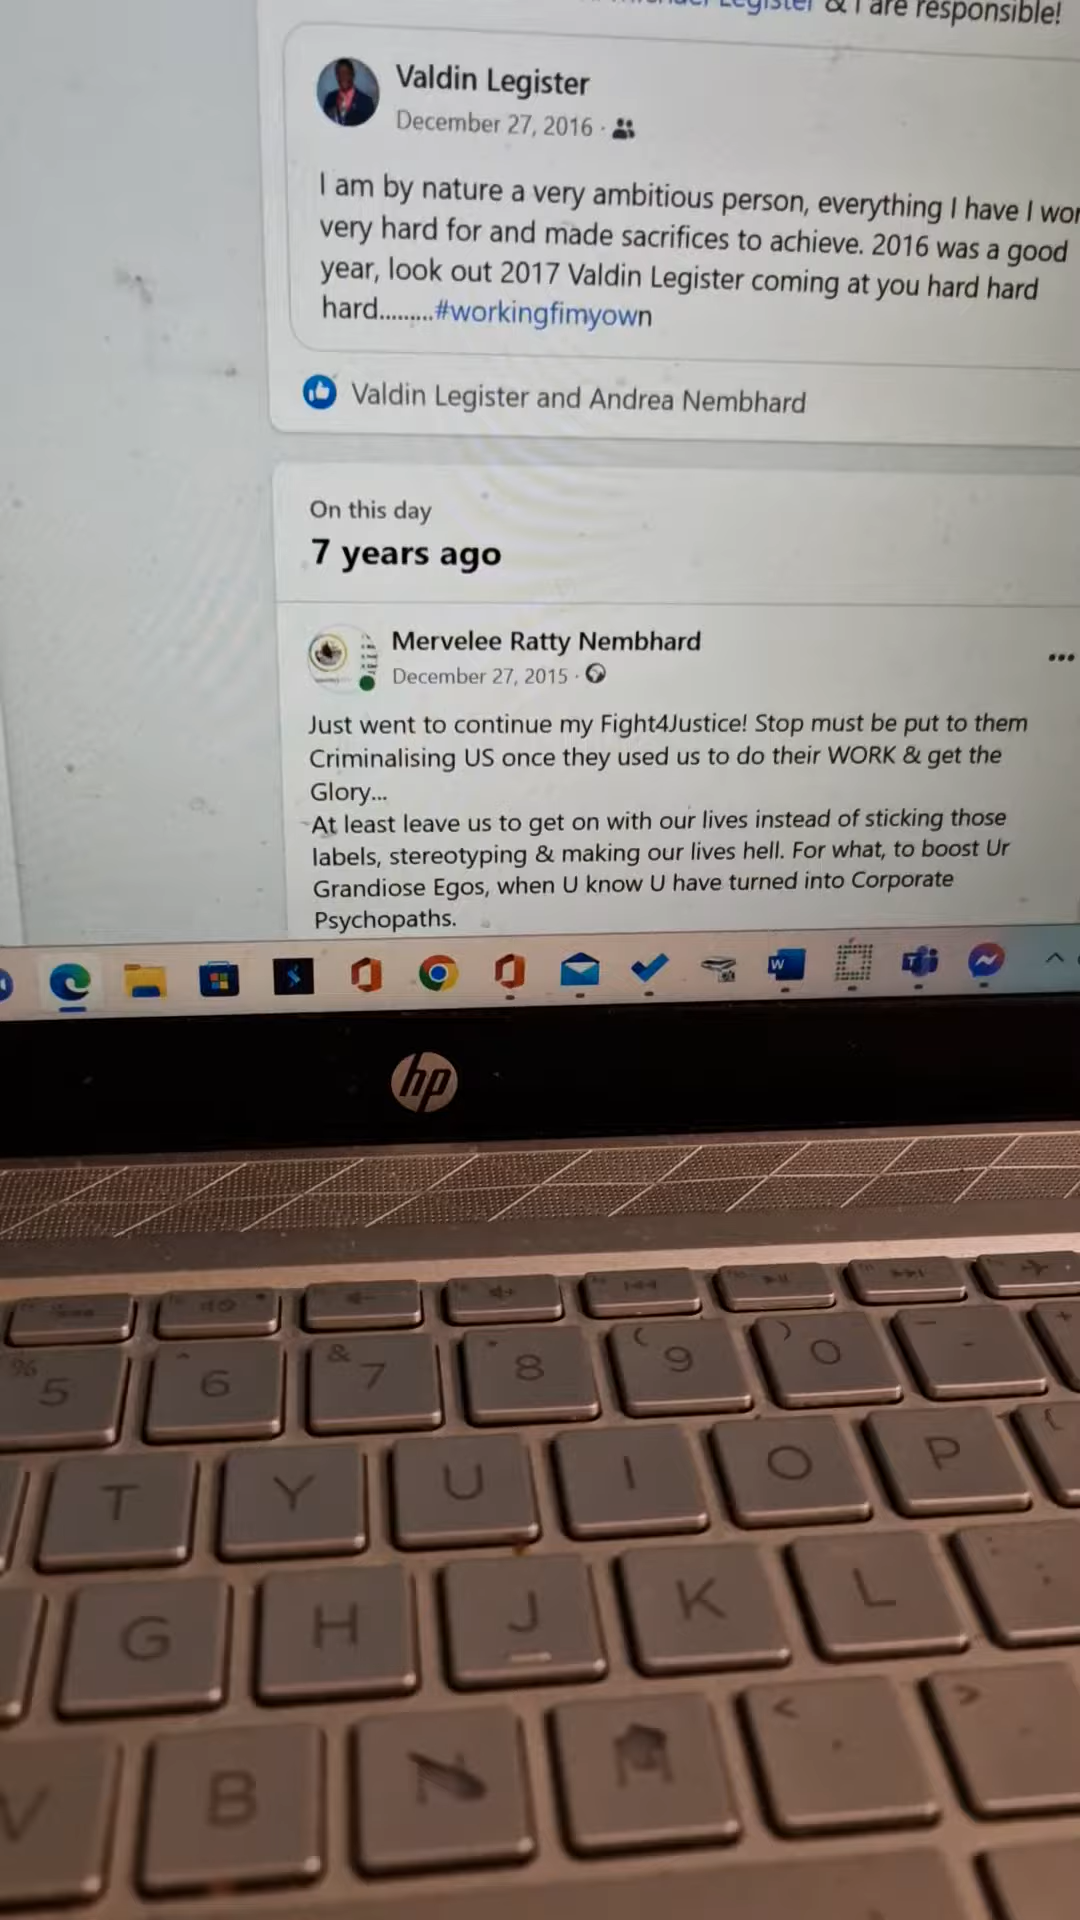 Legister & I are responsible!
Valdin Legister
December 27, 2016 ·
I am by nature a very ambitious person, everything I have I
very hard for and made sacrifices to achieve. 2016 was a good
year, look out 2017 Valdin Legister coming at you hard hard
hard.........#workingfimyown
Valdin Legister and Andrea Nembhard
On this day
7 years ago
Mervelee Ratty Nembhard
December 27, 2015 ·
Just went to continue my Fight4Justice! Stop must be put to them
Criminalising US once they used us to do their WORK & get the
Glory...
At least leave us to get on with our lives instead of sticking those
labels, stereotyping & making our lives hell. For what, to boost Ur
Grandiose Egos, when U know U have turned into Corporate
Psychopaths.
W T
hp
% 5 ^ 6 & 7 * 8 ( 9 ) 0 _ - +
T Y U I O P {
G H J K L
V B N < >